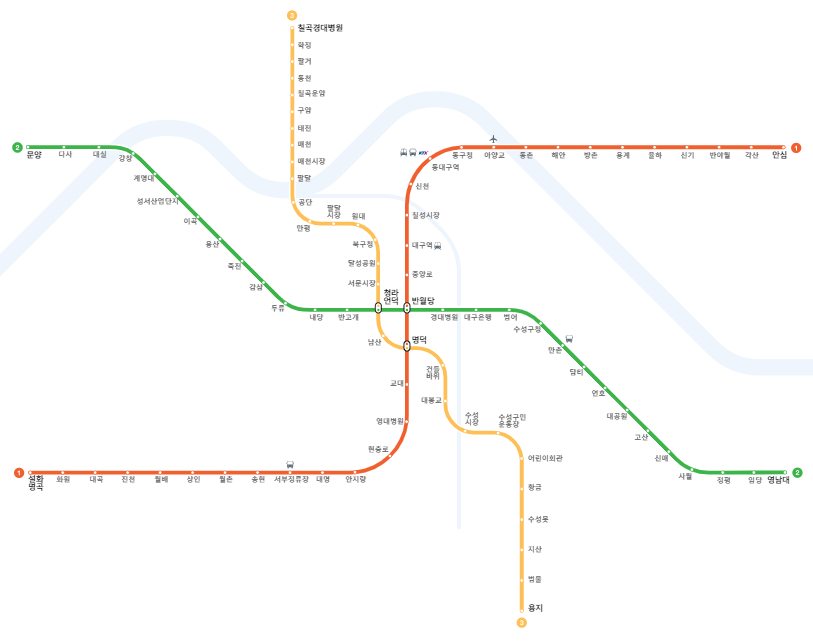 3
칠곡경대병원
학정
팔거
동천
칠곡운암
구암
태전
매천
매천시장
팔달
공단
만평
팔달
시장
원대
북구청
달성공원
서문시장
청라
언덕
남산
명덕
건들
바위
대봉교
수성
시장
수성구민
운동장
어린이회관
황금
수성못
지산
범물
용지
3
2
문양
다사
대실
강창
계명대
성서산업단지
이곡
용산
죽전
감삼
두류
내당
반고개
반월당
경대병원
대구은행
범어
수성구청
만촌
담티
연호
대공원
고산
신매
사월
정평
임당
영남대
2
1
설화
명곡
화원
대곡
진천
월배
상인
월촌
송현
서부정류장
대명
안지랑
현충로
영대병원
교대
중앙로
대구역
칠성시장
신천
동대구역
KTX
동구청
아양교
동촌
해안
방촌
용계
율하
신기
반야월
각산
안심
1